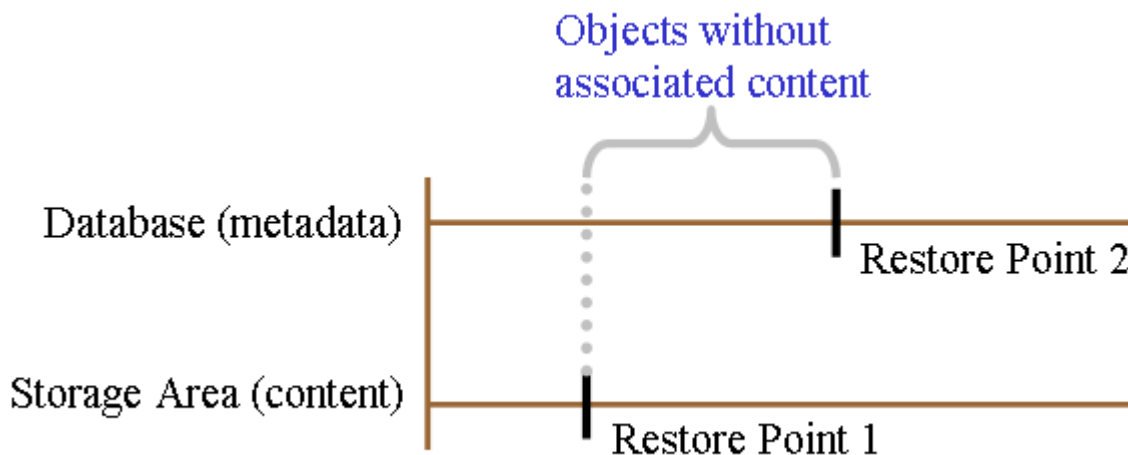 Objects without
associated content
Database (metadata)
Restore Point 2
Storage Area (content)
Restore Point 1